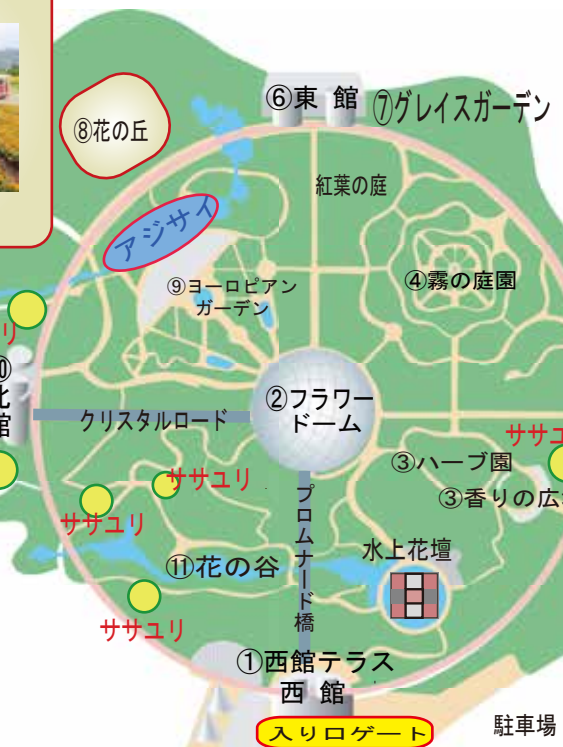 ⑥東 館
⑦グレイスガーデン
⑧花の丘
紅葉の庭
アジサイ
⑨ヨーロピアン
ガーデン
④霧の庭園
リ
⑩
北
館
クリスタルロード
②フラワー
ドーム
ササユ
③ハーブ園
③香りの広
ササユリ
ササユリ
プロムナード橋
水上花壇
⑪花の谷
ササユリ
①西館テラス
西 館
入り口ゲート
駐車場